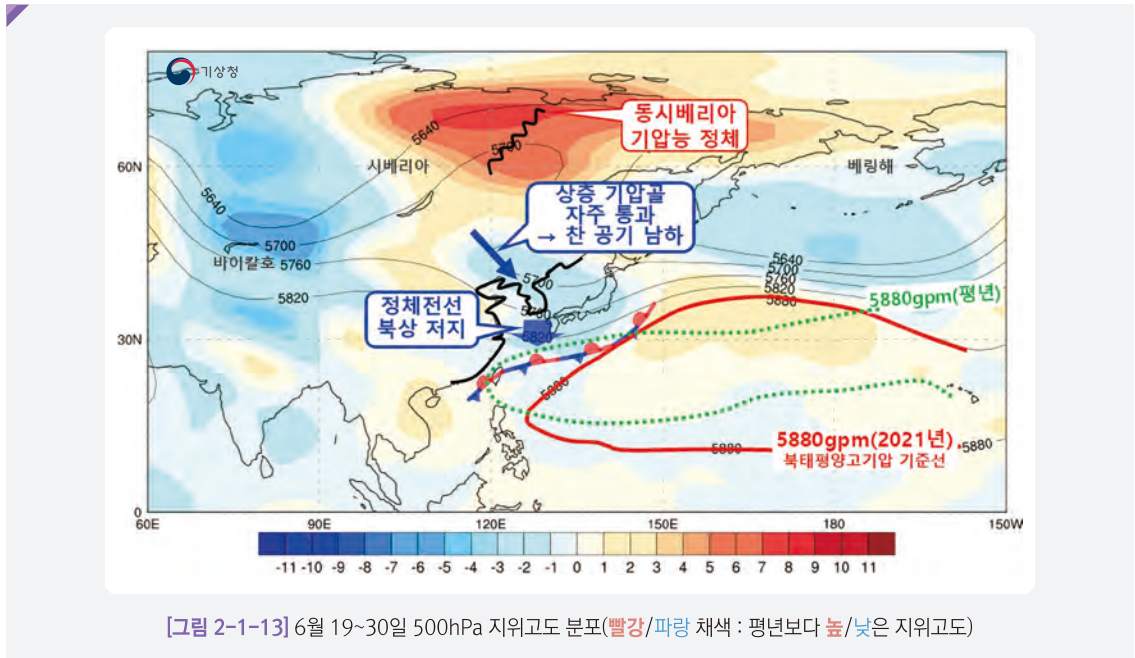 기상청
동시베리아
기압능 정체
5640
5700
시베리아
베링해
60N
상층 기압골
자주 통과
→ 찬 공기 남하
5640
5700
바이칼호 5760
5820
5640
5700
5760
5820
5880
5880gpm(평년)
정체전선
북상 저지
5700
5760
5820
30N
5880
5880gpm(2021년)
북태평양고기압 기준선
5880
5880
0
60E 90E 120E 150E 180 150W
-11 -10 -9 -8 -7 -6 -5 -4 -3 -2 -1 0 1 2 3 4 5 6 7 8 9 10 11
[그림 2-1-13] 6월 19~30일 500hPa 지위고도 분포(빨강/파랑 채색 : 평년보다 높/낮은 지위고도)